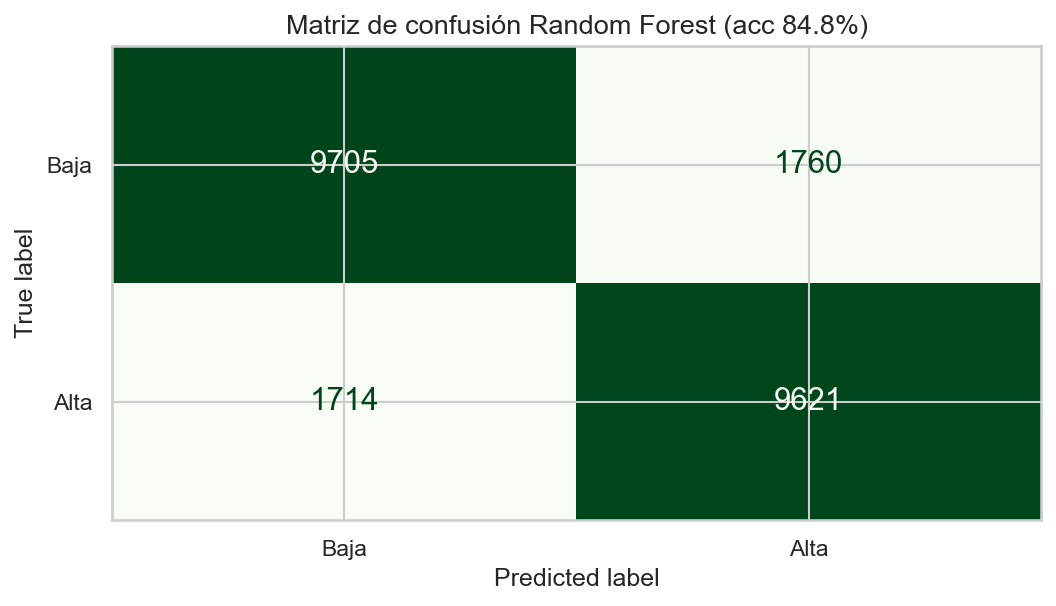 Matriz de confusión Random Forest (acc 84.8%)
True label
Baja
9705
1760
Alta
1714
9621
Baja
Alta
Predicted label